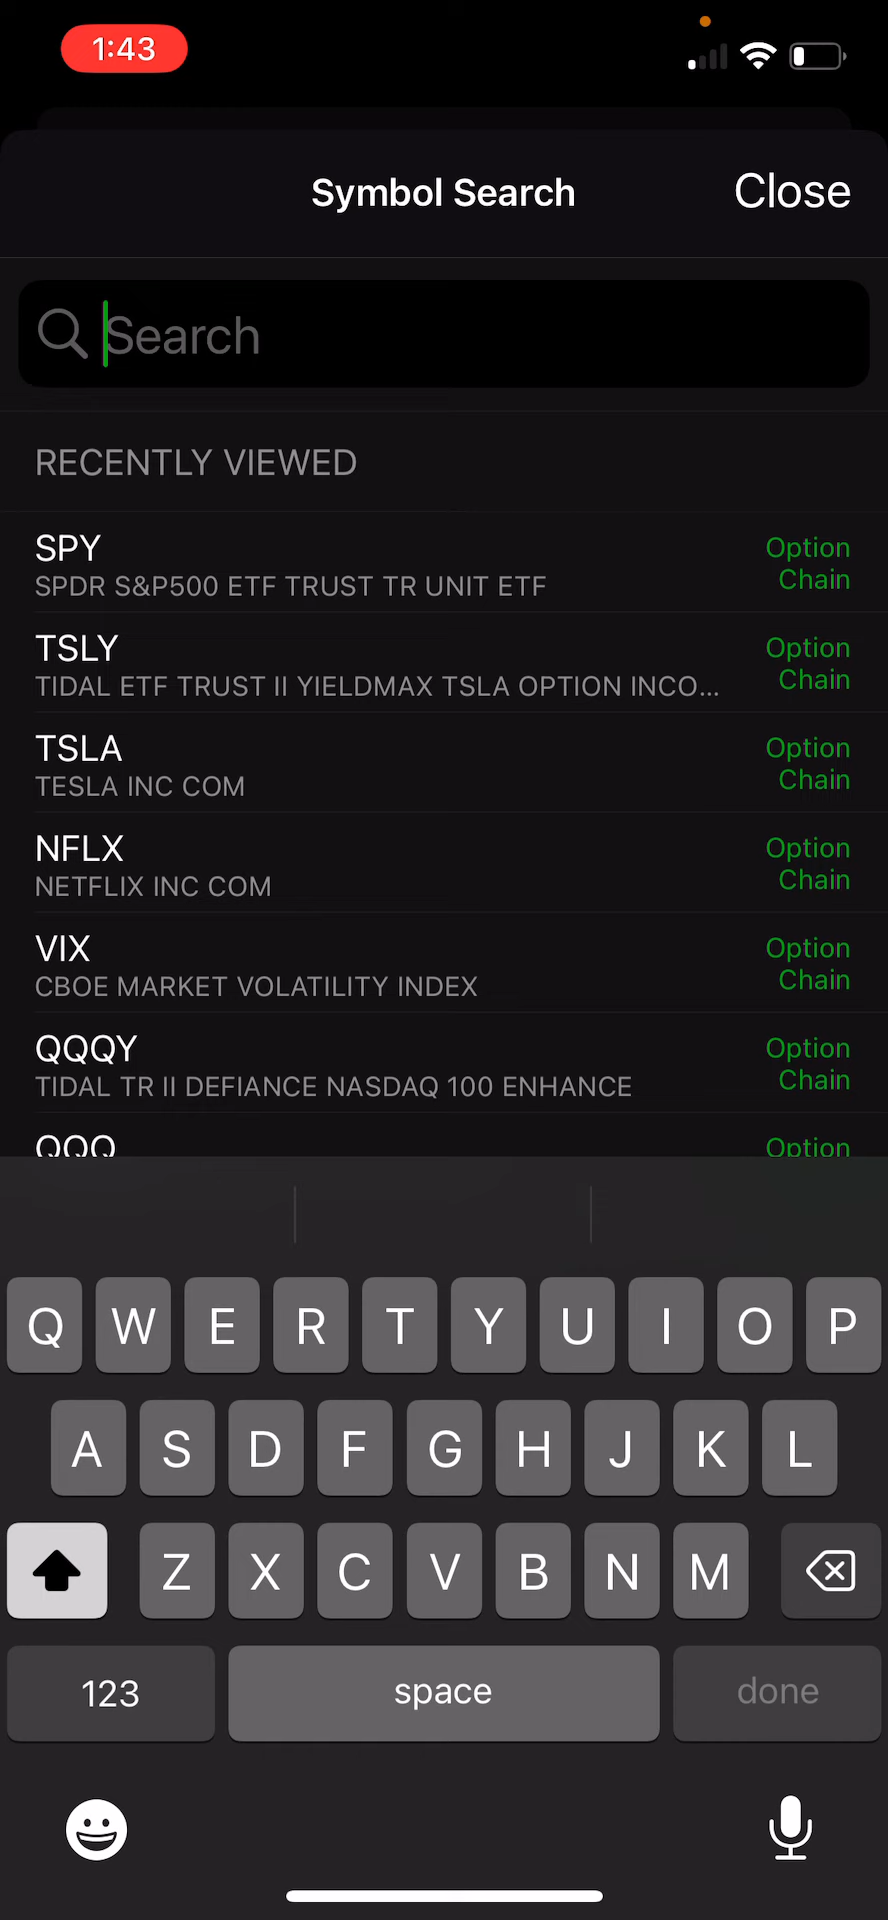 1:43
Symbol Search
Close
Search
RECENTLY VIEWED
SPY
SPDR S&P500 ETF TRUST TR UNIT ETF
Option
Chain
TSLY
TIDAL ETF TRUST II YIELDMAX TSLA OPTION INCO...
Option
Chain
TSLA
TESLA INC COM
Option
Chain
NFLX
NETFLIX INC COM
Option
Chain
VIX
CBOE MARKET VOLATILITY INDEX
Option
Chain
QQQY
TIDAL TR II DEFIANCE NASDAQ 100 ENHANCE
Option
Chain
QQQ
Option
Q W E R T Y U I O P
A S D F G H J K L
Z X C V B N M
123 space done